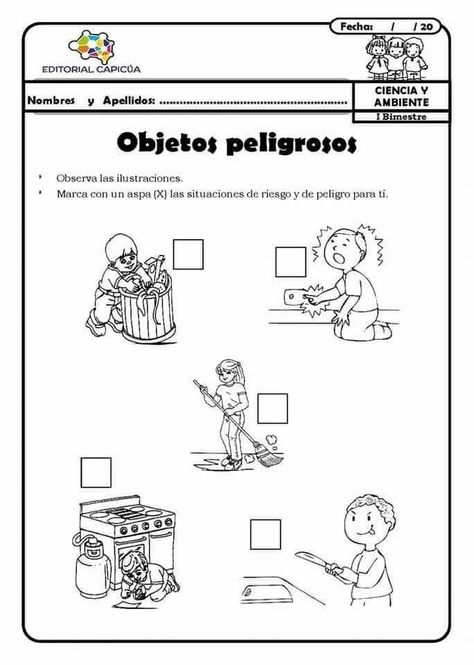 Fecha: / / 20
EDITORIAL CAPICÚA
Nombres y Apellidos: ............................................................
CIENCIA Y
AMBIENTE
I Bimestre
Objetos peligrosos
Observa las ilustraciones.
Marca con un aspa (X) las situaciones de riesgo y de peligro para tí.